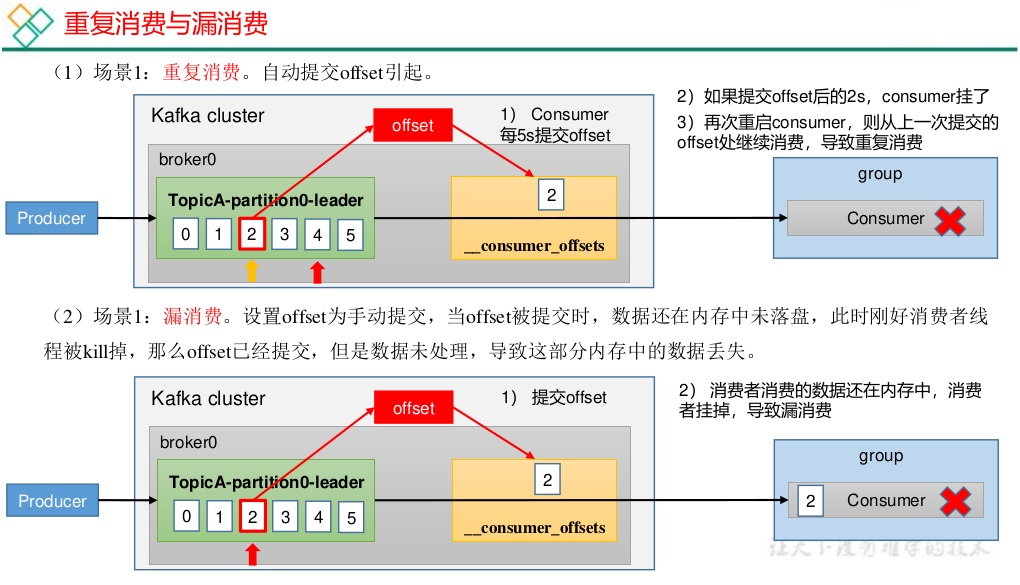 重复消费与漏消费
（1）场景1：重复消费。自动提交offset引起。
Kafka cluster
offset
1） Consumer
每5s提交offset
2）如果提交offset后的2s，consumer挂了
3）再次重启consumer，则从上一次提交的
offset处继续消费，导致重复消费
broker0
TopicA-partition0-leader
0 1 2 3 4 5
2
__consumer_offsets
Producer
group
Consumer
（2）场景1：漏消费。设置offset为手动提交，当offset被提交时，数据还在内存中未落盘，此时刚好消费者线
程被kill掉，那么offset已经提交，但是数据未处理，导致这部分内存中的数据丢失。
Kafka cluster
offset
1） 提交offset
2） 消费者消费的数据还在内存中，消费
者挂掉，导致漏消费
broker0
TopicA-partition0-leader
0 1 2 3 4 5
2
__consumer_offsets
Producer
group
2 Consumer
让天下没有难学的技术